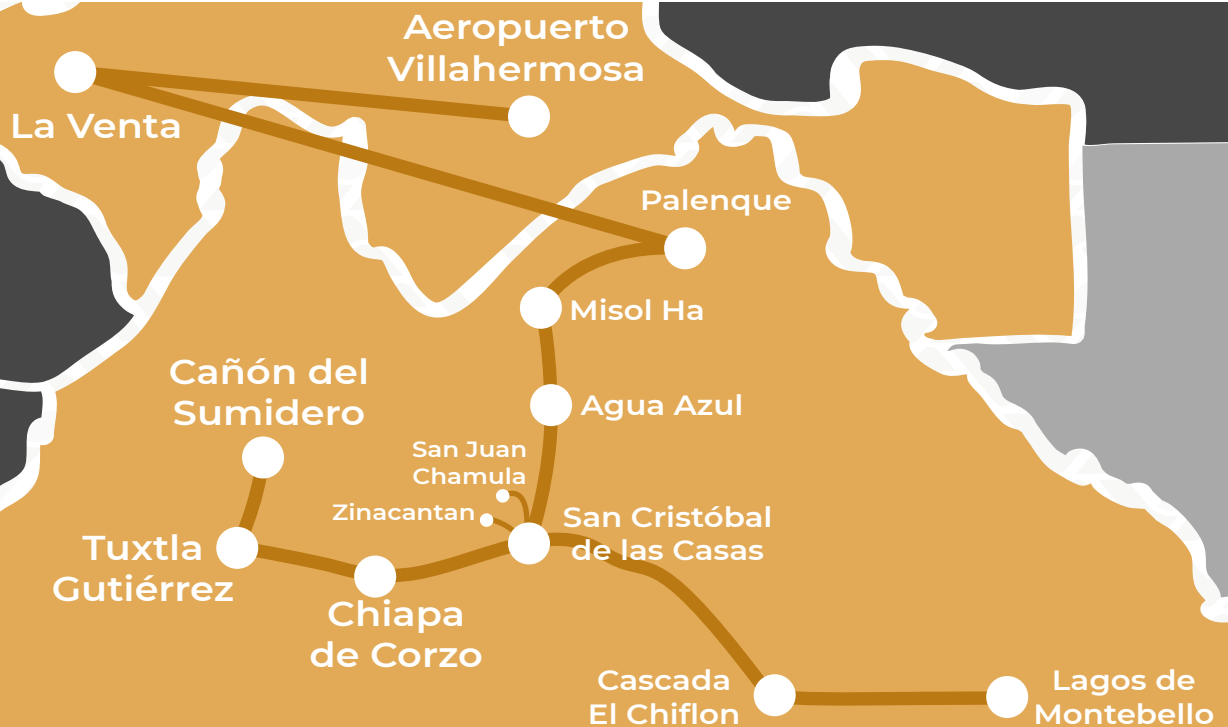 Aeropuerto
Villahermosa
La Venta
Palenque
Misol Ha
Cañón del
Sumidero
Agua Azul
San Juan
Chamula
Zinacantan
San Cristóbal
de las Casas
Tuxtla
Gutiérrez
Chiapa
de Corzo
Cascada
El Chiflon
Lagos de
Montebello